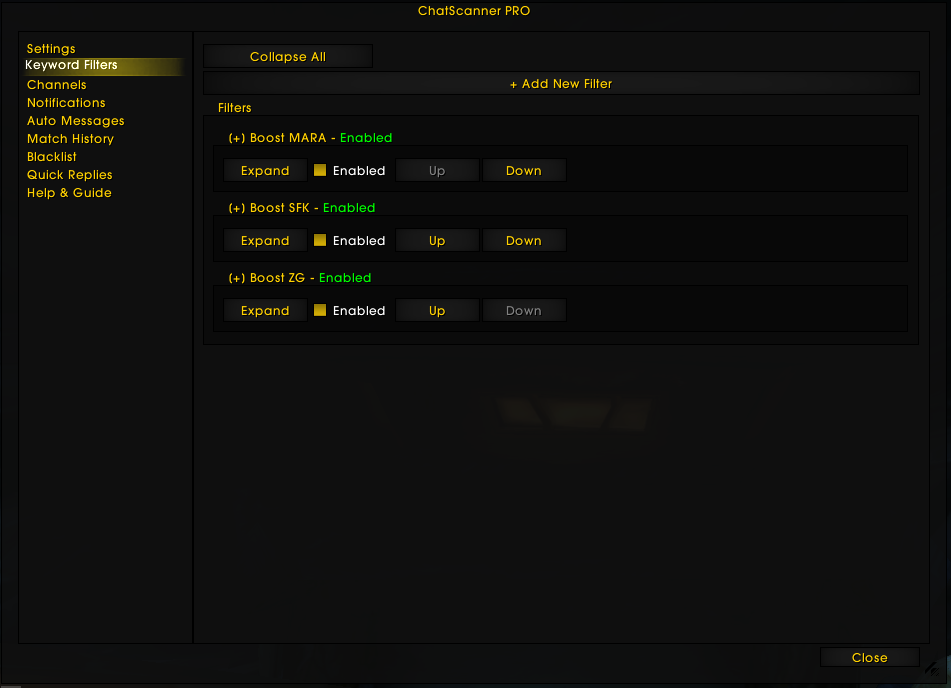 ChatScanner PRO
Settings
Keyword Filters
Channels
Notifications
Auto Messages
Match History
Blacklist
Quick Replies
Help & Guide
Collapse All
+ Add New Filter
Filters
(+) Boost MARA - Enabled
Expand Enabled Up Down
(+) Boost SFK - Enabled
Expand Enabled Up Down
(+) Boost ZG - Enabled
Expand Enabled Up Down
Close